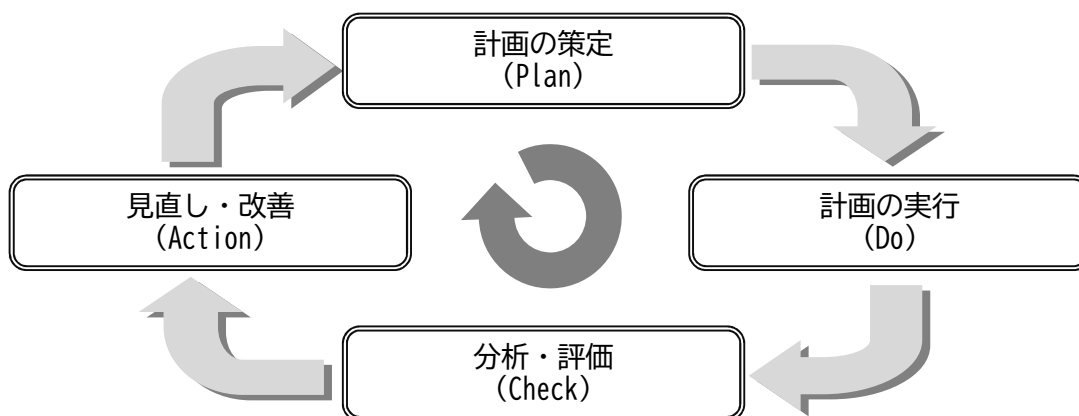 計画の策定
(Plan)
見直し・改善
(Action)
計画の実行
(Do)
分析・評価
(Check)